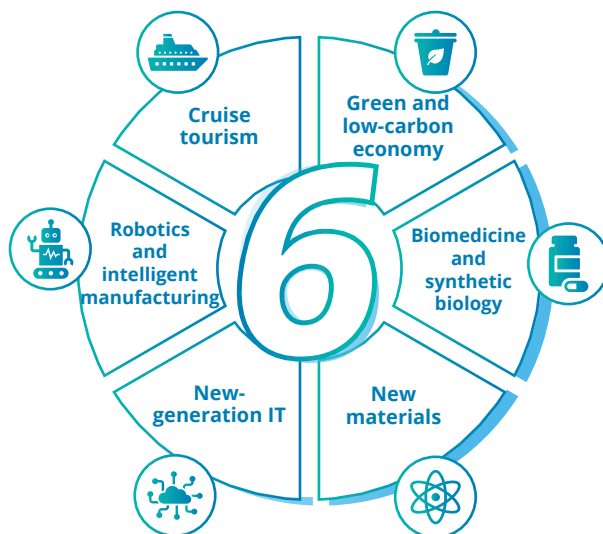 Cruise
tourism
Green and
low-carbon
economy
Robotics
and
intelligent
manufacturing
6
Biomedicine
and
synthetic
biology
New-
generation IT
New
materials